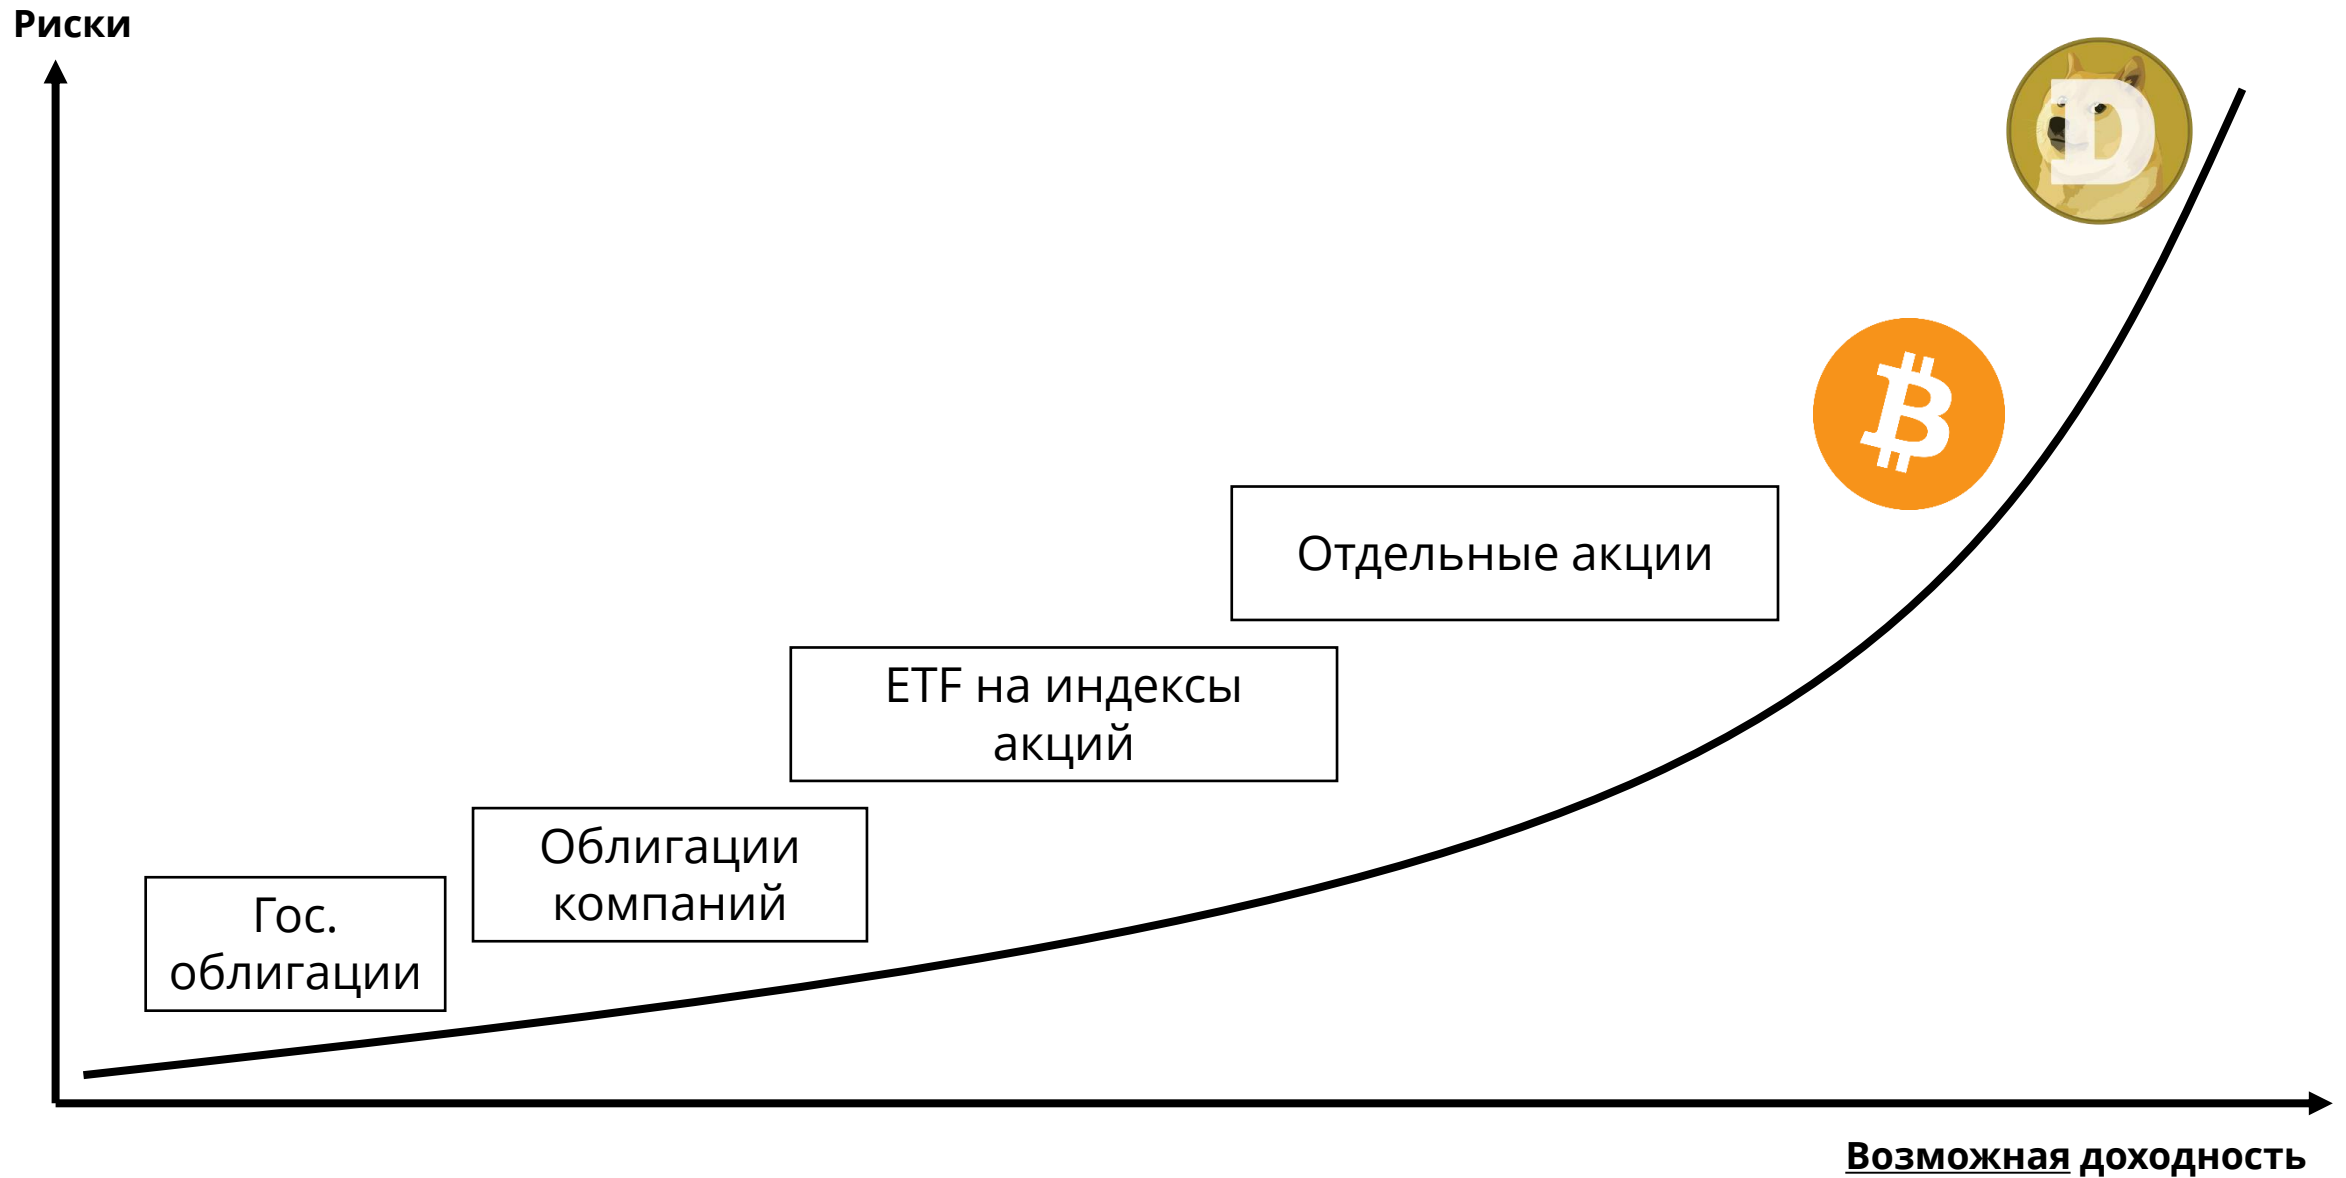 Риски
D
₿
Отдельные акции
ETF на индексы
акций
Облигации
компаний
Гос.
облигации
Возможная доходность